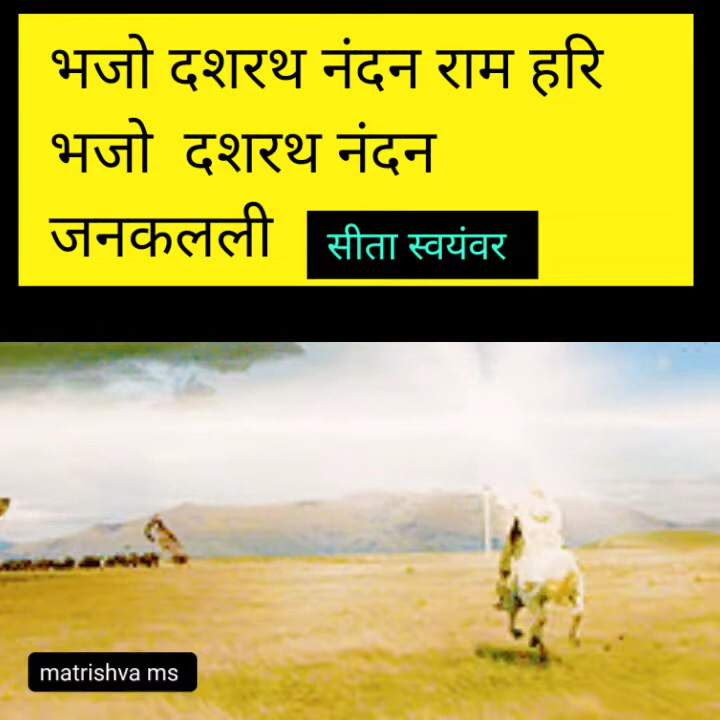 भजो दशरथ नंदन राम हरि
भजो दशरथ नंदन
जनकलली सीता स्वयंवर
matrishva ms